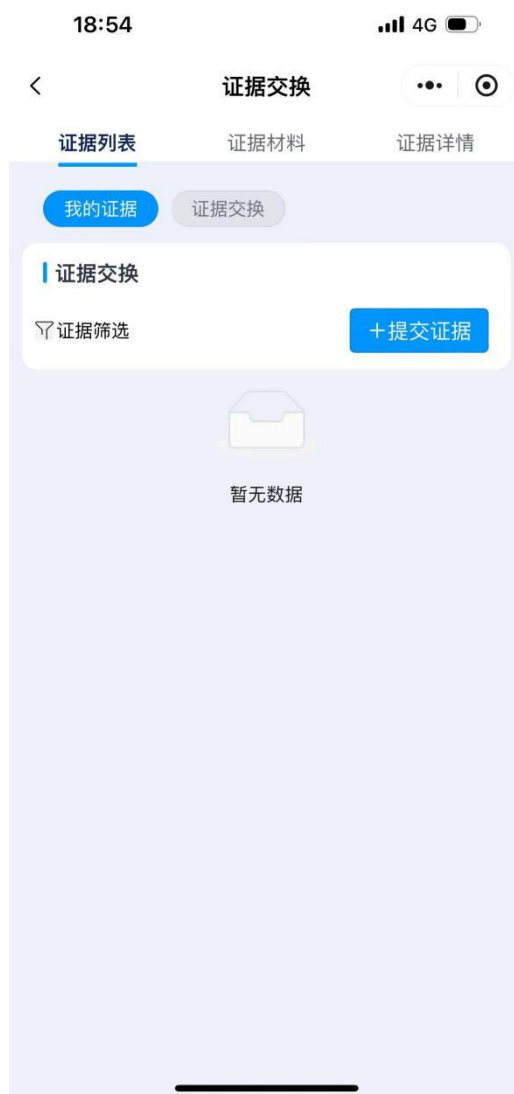 18:54 4G
证据交换
证据列表 证据材料 证据详情
我的证据 证据交换
证据交换
证据筛选 +提交证据
暂无数据